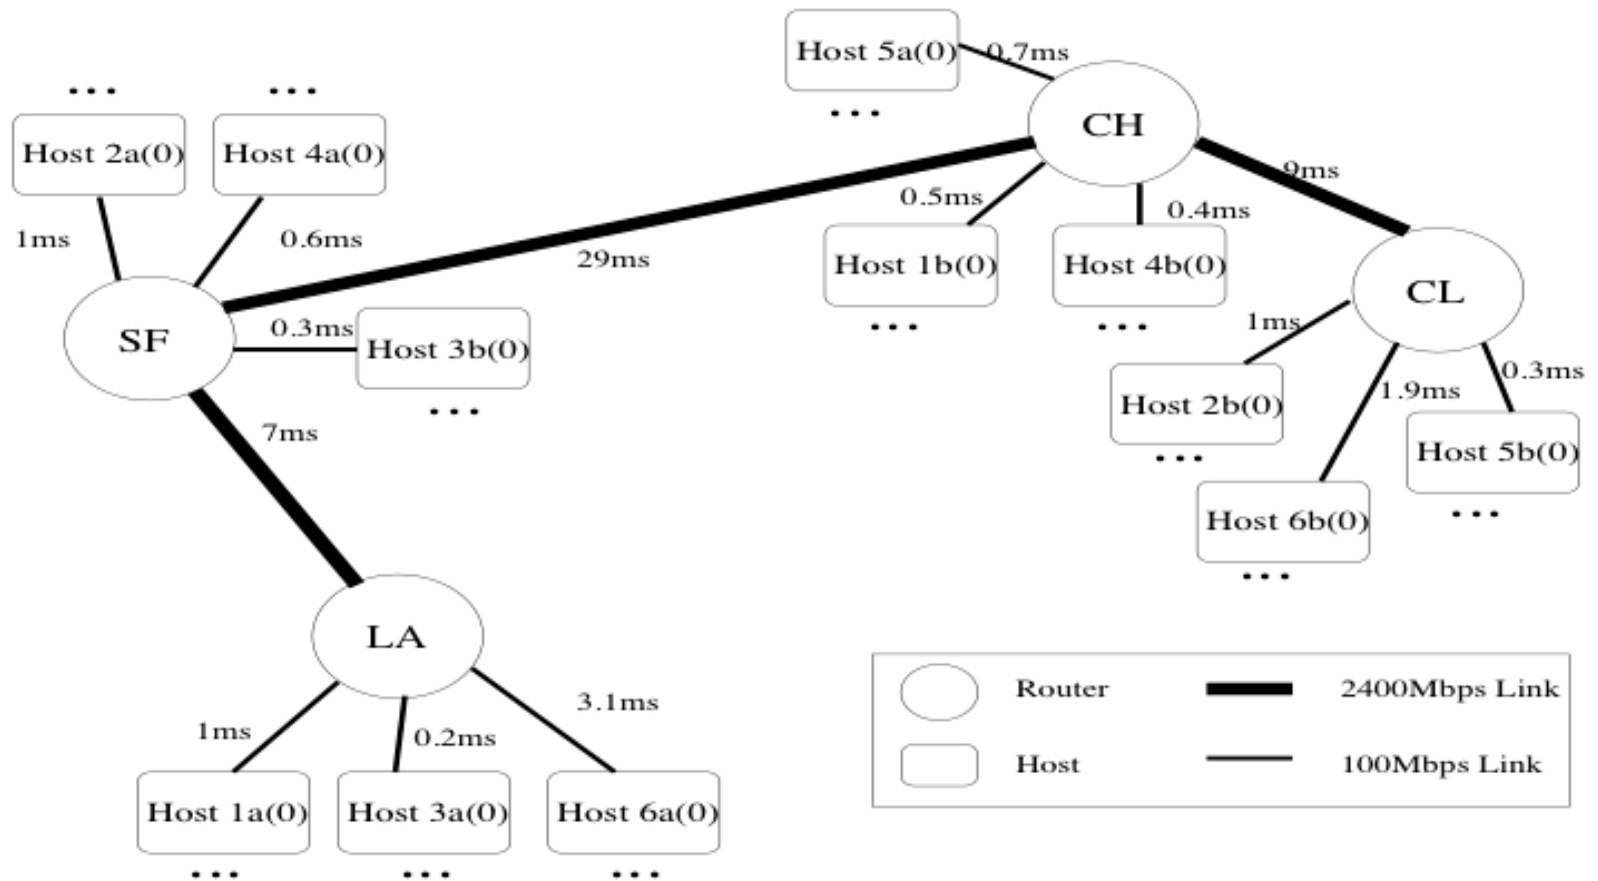 Host 5a(0)
0.7ms
...
CH
... ...
Host 2a(0) Host 4a(0)
9ms
0.5ms
0.4ms
1ms
0.6ms
29ms
Host 1b(0) Host 4b(0)
... ...
CL
SF
0.3ms
Host 3b(0)
...
1ms
1.9ms
0.3ms
Host 2b(0)
...
Host 5b(0)
...
Host 6b(0)
...
7ms
LA
1ms
0.2ms
3.1ms
Host 1a(0) Host 3a(0) Host 6a(0)
... ... ...
Router 2400Mbps Link
Host 100Mbps Link